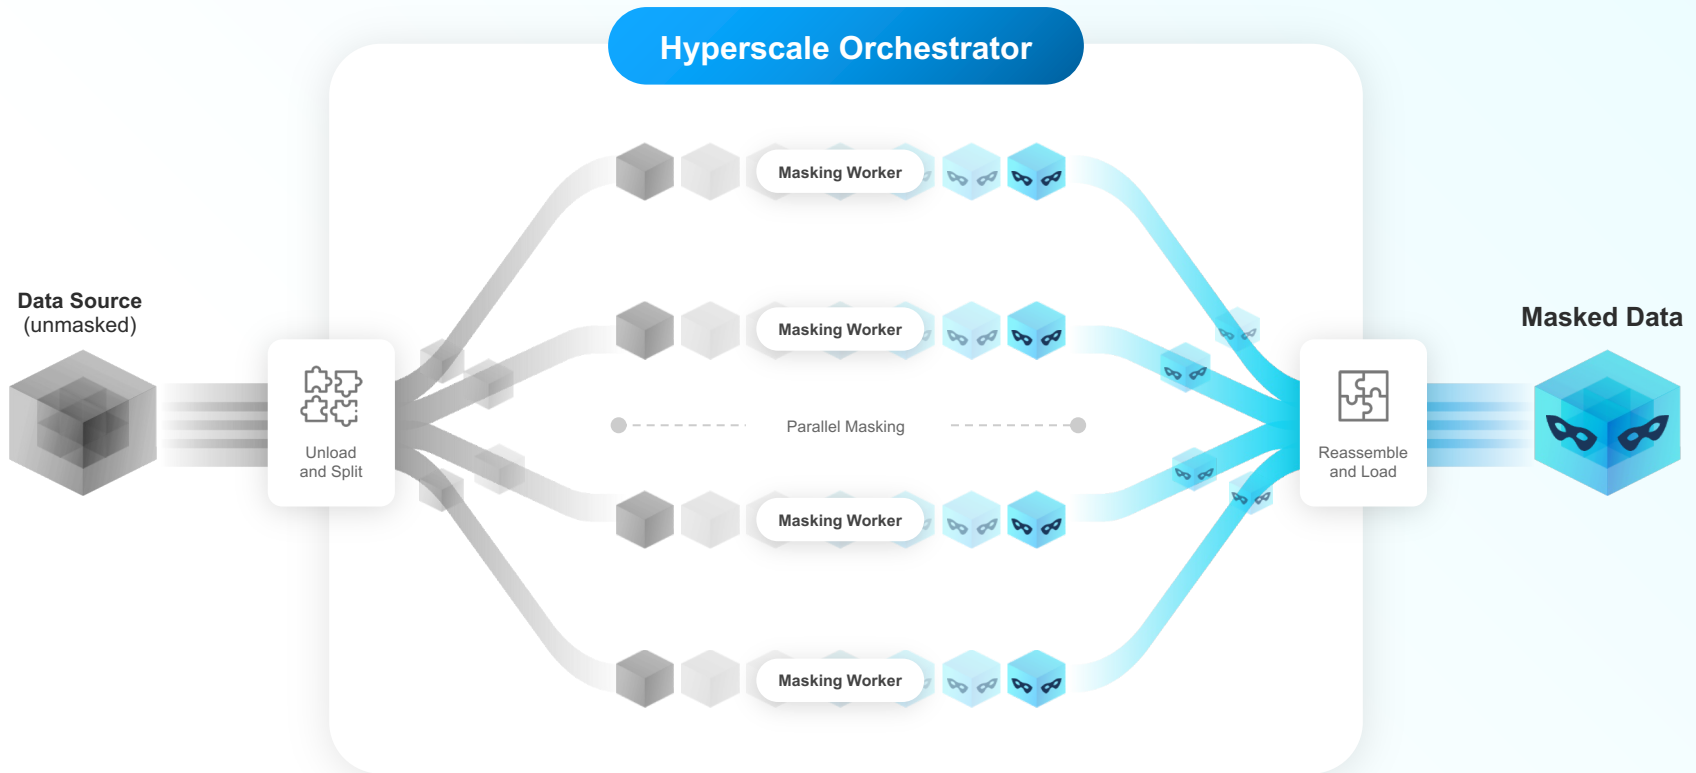 Hyperscale Orchestrator
Masking Worker
Data Source
(unmasked)
Masking Worker
Masked Data
Unload
and Split
Parallel Masking
Reassemble
and Load
Masking Worker
Masking Worker